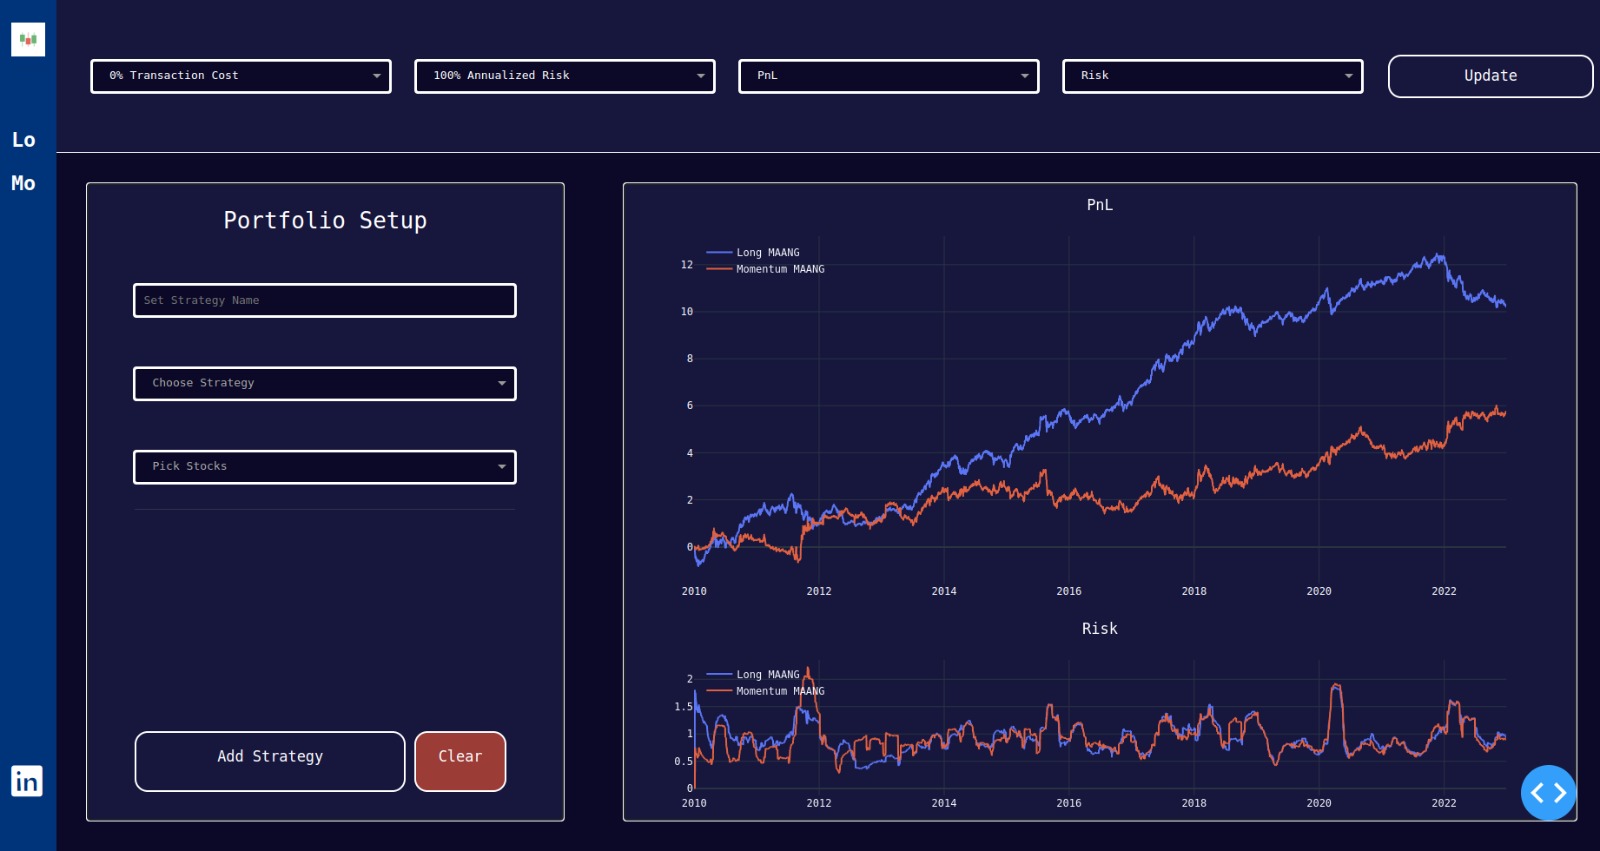 0% Transaction Cost
100% Annualized Risk
PnL
Risk
Update
Lo
Mo
in
Portfolio Setup
Set Strategy Name
Choose Strategy
Pick Stocks
Add Strategy
Clear
PnL
Long MAANG
Momentum MAANG
12
10
8
6
4
2
0
2010 2012 2014 2016 2018 2020 2022
Risk
Long MAANG
Momentum MAANG
2
1.5
1
0.5
0
2010 2012 2014 2016 2018 2020 2022